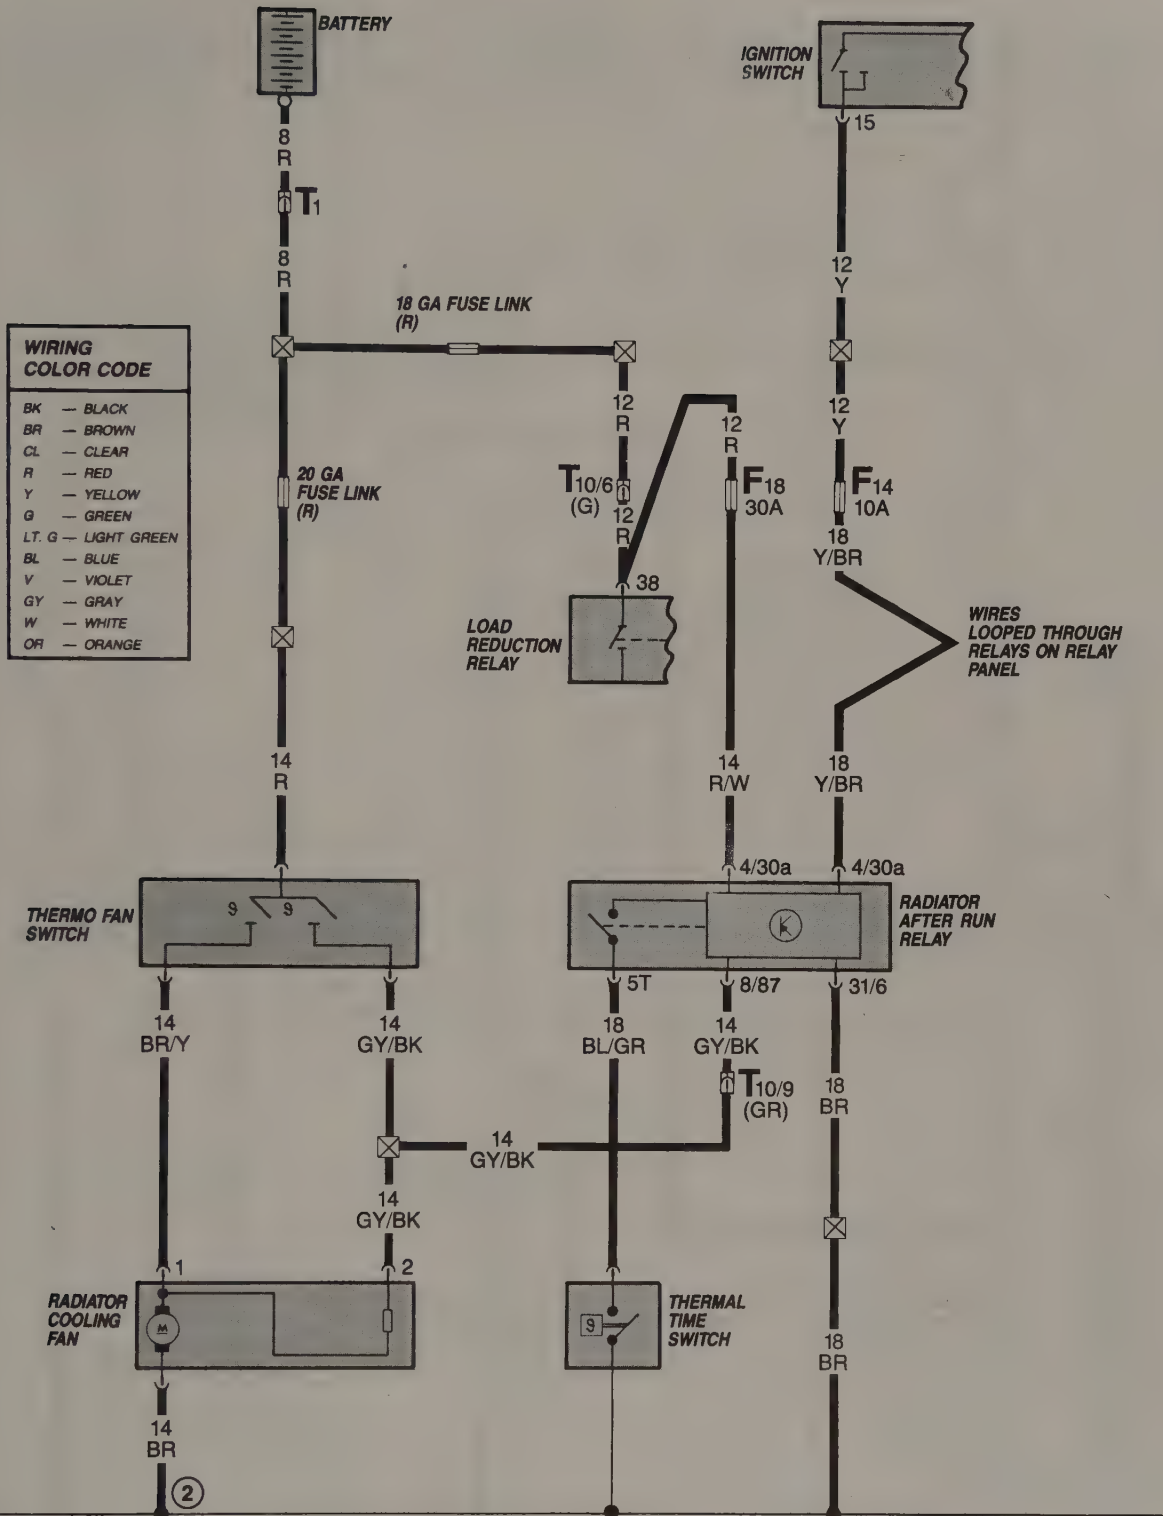 BATTERY
IGNITION
SWITCH
15
8
R
T1
8
R
12
Y
18 GA FUSE LINK
(R)
WIRING
COLOR CODE
BK — BLACK
BR — BROWN
CL — CLEAR
R — RED
Y — YELLOW
G — GREEN
LT. G — LIGHT GREEN
BL — BLUE
V — VIOLET
GY — GRAY
W — WHITE
OR — ORANGE
12
R
12
R
12
Y
20 GA
FUSE LINK
(R)
T10/6
(G)
12
R
F18
30A
F14
10A
18
Y/BR
38
LOAD
REDUCTION
RELAY
WIRES
LOOPED THROUGH
RELAYS ON RELAY
PANEL
14
R
14
R/W
18
Y/BR
4/30a
4/30a
THERMO FAN
SWITCH
RADIATOR
AFTER RUN
RELAY
5T
8/87
31/6
14
BR/Y
14
GY/BK
18
BL/GR
14
GY/BK
18
BR
T10/9
(GR)
14
GY/BK
14
GY/BK
1
2
RADIATOR
COOLING
FAN
M
THERMAL
TIME
SWITCH
18
BR
14
BR
2